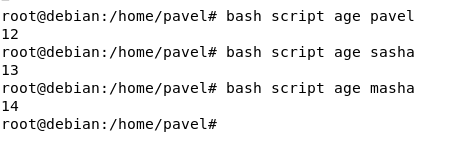 root@debian:/home/pavel# bash script age pavel
12
root@debian:/home/pavel# bash script age sasha
13
root@debian:/home/pavel# bash script age masha
14
root@debian:/home/pavel#